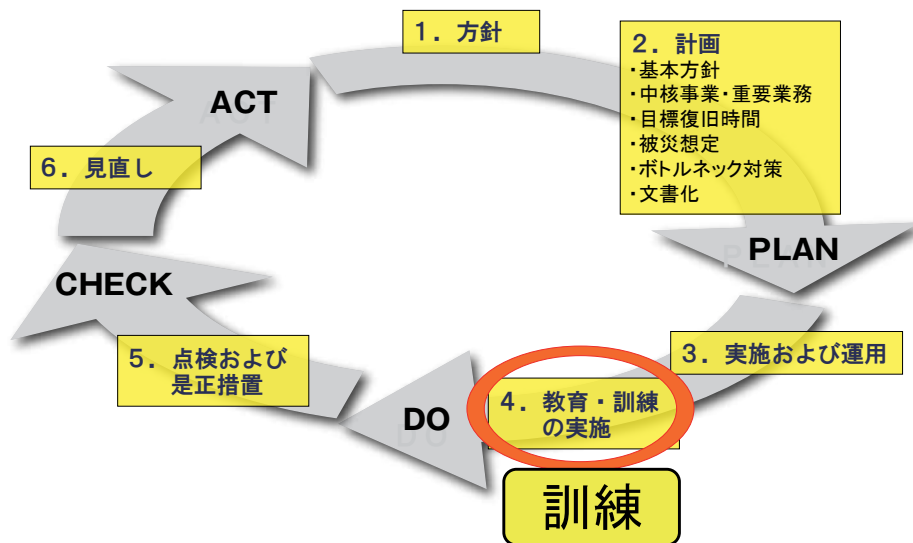 1．方針
2．計画
・基本方針
・中核事業・重要業務
・目標復旧時間
・被災想定
・ボトルネック対策
・文書化
ACT
6．見直し
PLAN
CHECK
5．点検および
是正措置
3．実施および運用
DO
4．教育・訓練
の実施
訓練